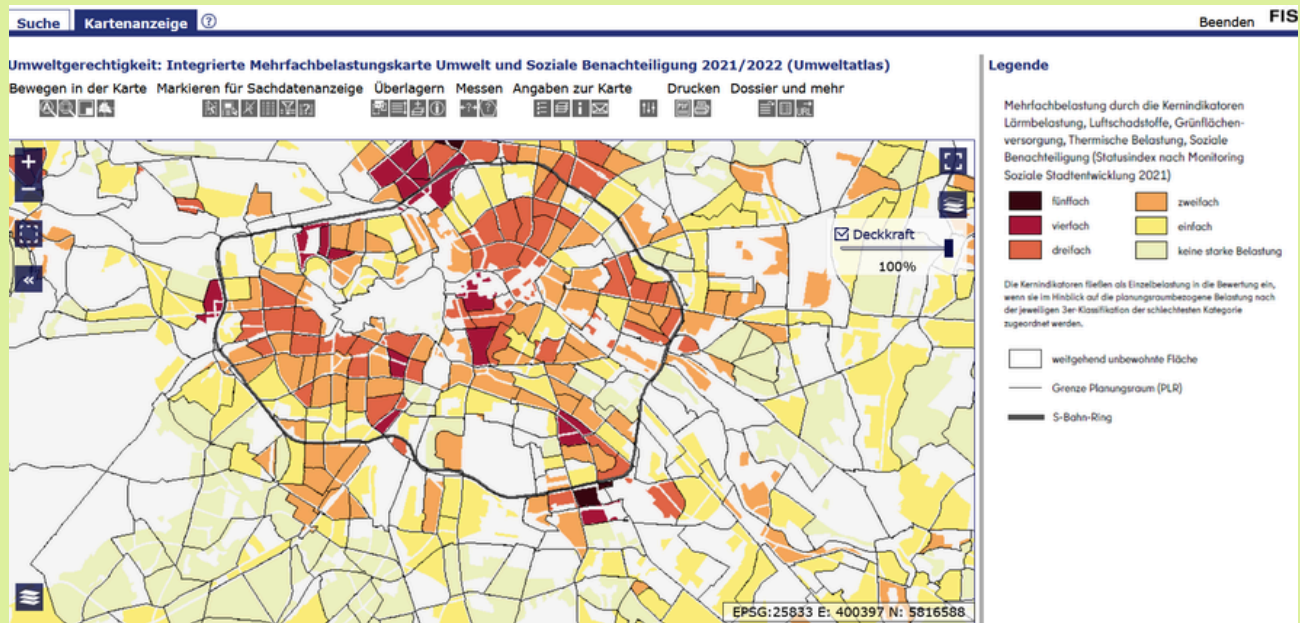 Suche Kartenanzeige ?
Beenden FIS
Umweltgerechtigkeit: Integrierte Mehrfachbelastungskarte Umwelt und Soziale Benachteiligung 2021/2022 (Umweltatlas)
Bewegen in der Karte Markieren für Sachdatenanzeige Überlagern Messen Angaben zur Karte Drucken Dossier und mehr
+
−
«
Deckkraft
100%
EPSG:25833 E: 400397 N: 5816588
Legende
Mehrfachbelastung durch die Kernindikatoren
Lärmbelastung, Luftschadstoffe, Grünflächen-
versorgung, Thermische Belastung, Soziale
Benachteiligung (Statusindex nach Monitoring
Soziale Stadtentwicklung 2021)
fünffach zweifach
vierfach einfach
dreifach keine starke Belastung
Die Kernindikatoren fließen als Einzelbelastung in die Bewertung ein,
wenn sie im Hinblick auf die planungsraumbezogene Belastung nach
der jeweiligen 3er-Klassifikation der schlechtesten Kategorie
zugeordnet werden.
weitgehend unbewohnte Fläche
Grenze Planungsraum (PLR)
S-Bahn-Ring